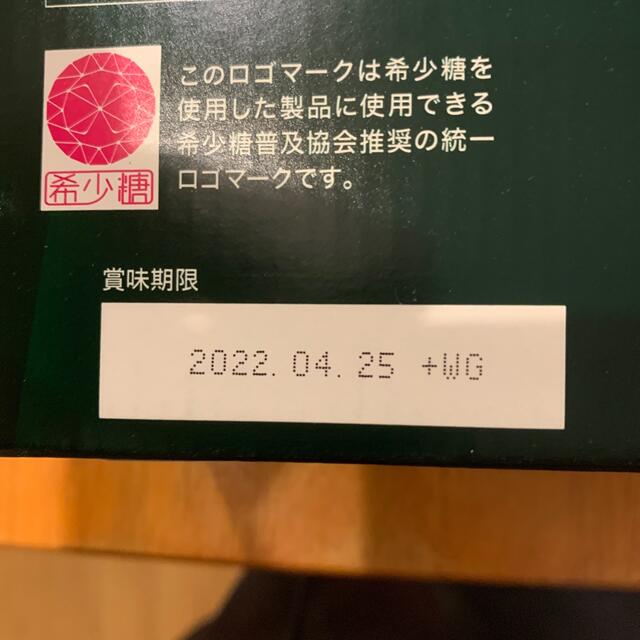 このロゴマークは希少糖を
使用した製品に使用できる
希少糖普及協会推奨の統一
ロゴマークです。
希少糖
賞味期限
2022.04.25 +WG